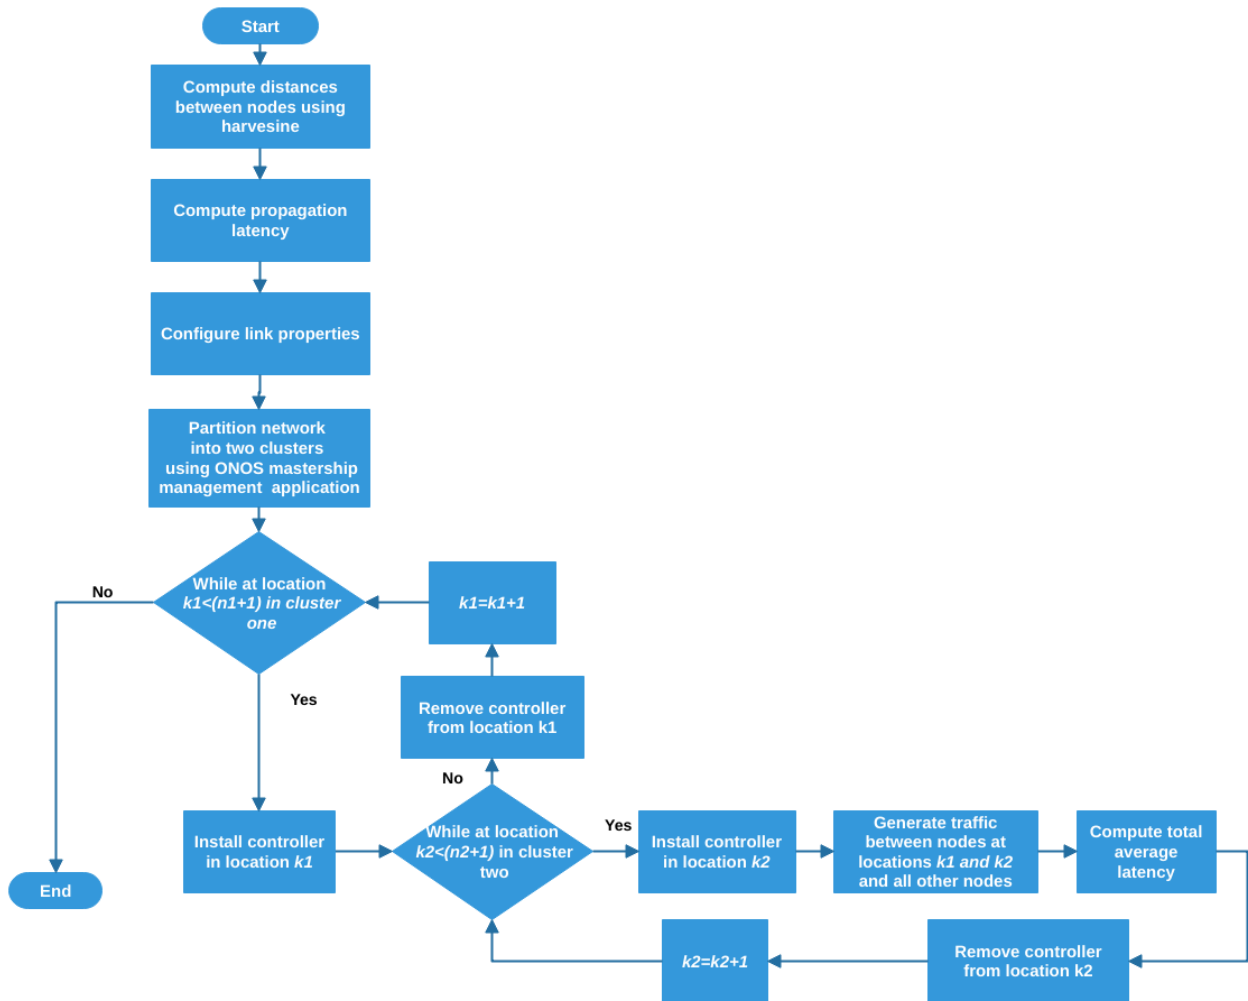 Start
Compute distances
between nodes using
harvesine
Compute propagation
latency
Configure link properties
Partition network
into two clusters
using ONOS mastership
management application
While at location
k1<(n1+1) in cluster
one
No
Yes
k1=k1+1
Remove controller
from location k1
No
Install controller
in location k1
While at location
k2<(n2+1) in cluster
two
Yes
Install controller
in location k2
Generate traffic
between nodes at
locations k1 and k2
and all other nodes
Compute total
average
latency
End
k2=k2+1
Remove controller
from location k2